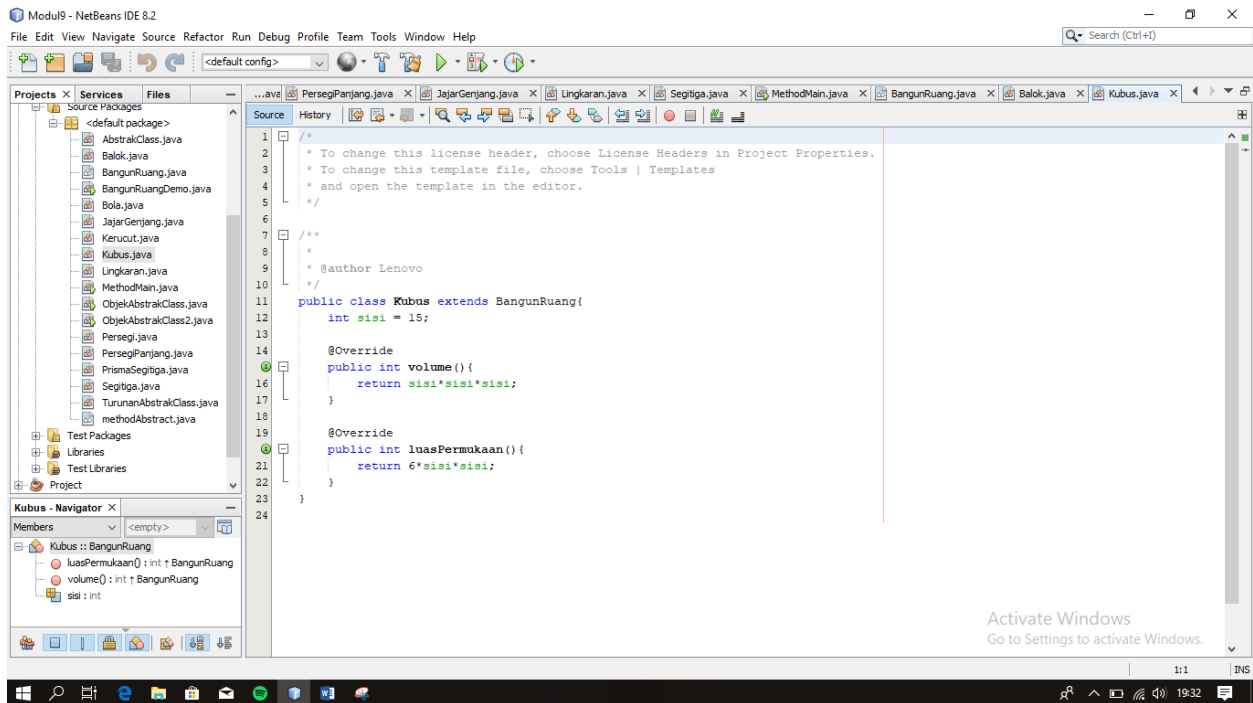 Modul9 - NetBeans IDE 8.2
File Edit View Navigate Source Refactor Run Debug Profile Team Tools Window Help
Search (Ctrl+I)
<default config>
Projects Services Files
...ava PersegiPanjang.java JajarGenjang.java Lingkaran.java Segitiga.java MethodMain.java BangunRuang.java Balok.java Kubus.java
Source History
Source Packages
<default package>
AbstrakClass.java
Balok.java
BangunRuang.java
BangunRuangDemo.java
Bola.java
JajarGenjang.java
Kerucut.java
Kubus.java
Lingkaran.java
MethodMain.java
ObjekAbstrakClass.java
ObjekAbstrakClass2.java
Persegi.java
PersegiPanjang.java
PrismaSegitiga.java
Segitiga.java
TurunanAbstrakClass.java
methodAbstract.java
Test Packages
Libraries
Test Libraries
Project
Kubus - Navigator
Members <empty>
Kubus :: BangunRuang
luasPermukaan() : int ↑ BangunRuang
volume() : int ↑ BangunRuang
sisi : int
1 /*
2 * To change this license header, choose License Headers in Project Properties.
3 * To change this template file, choose Tools | Templates
4 * and open the template in the editor.
5 */
6
7 /**
8 *
9 * @author Lenovo
10 */
11 public class Kubus extends BangunRuang{
12 int sisi = 15;
13
14 @Override
public int volume(){
16 return sisi*sisi*sisi;
17 }
18
19 @Override
public int luasPermukaan(){
21 return 6*sisi*sisi;
22 }
23 }
24
Activate Windows
Go to Settings to activate Windows.
1:1 INS
19:32